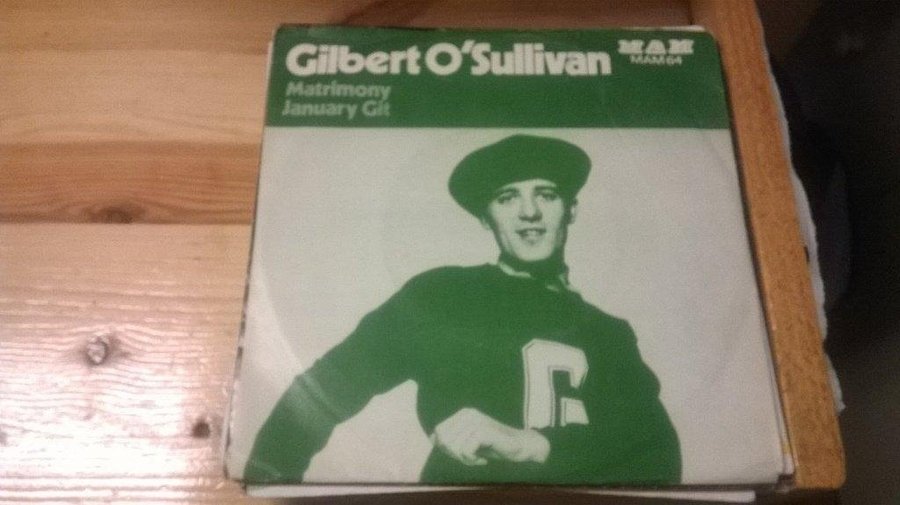 Gilbert O'Sullivan
MAM
MAM 64
Matrimony
January Git
G